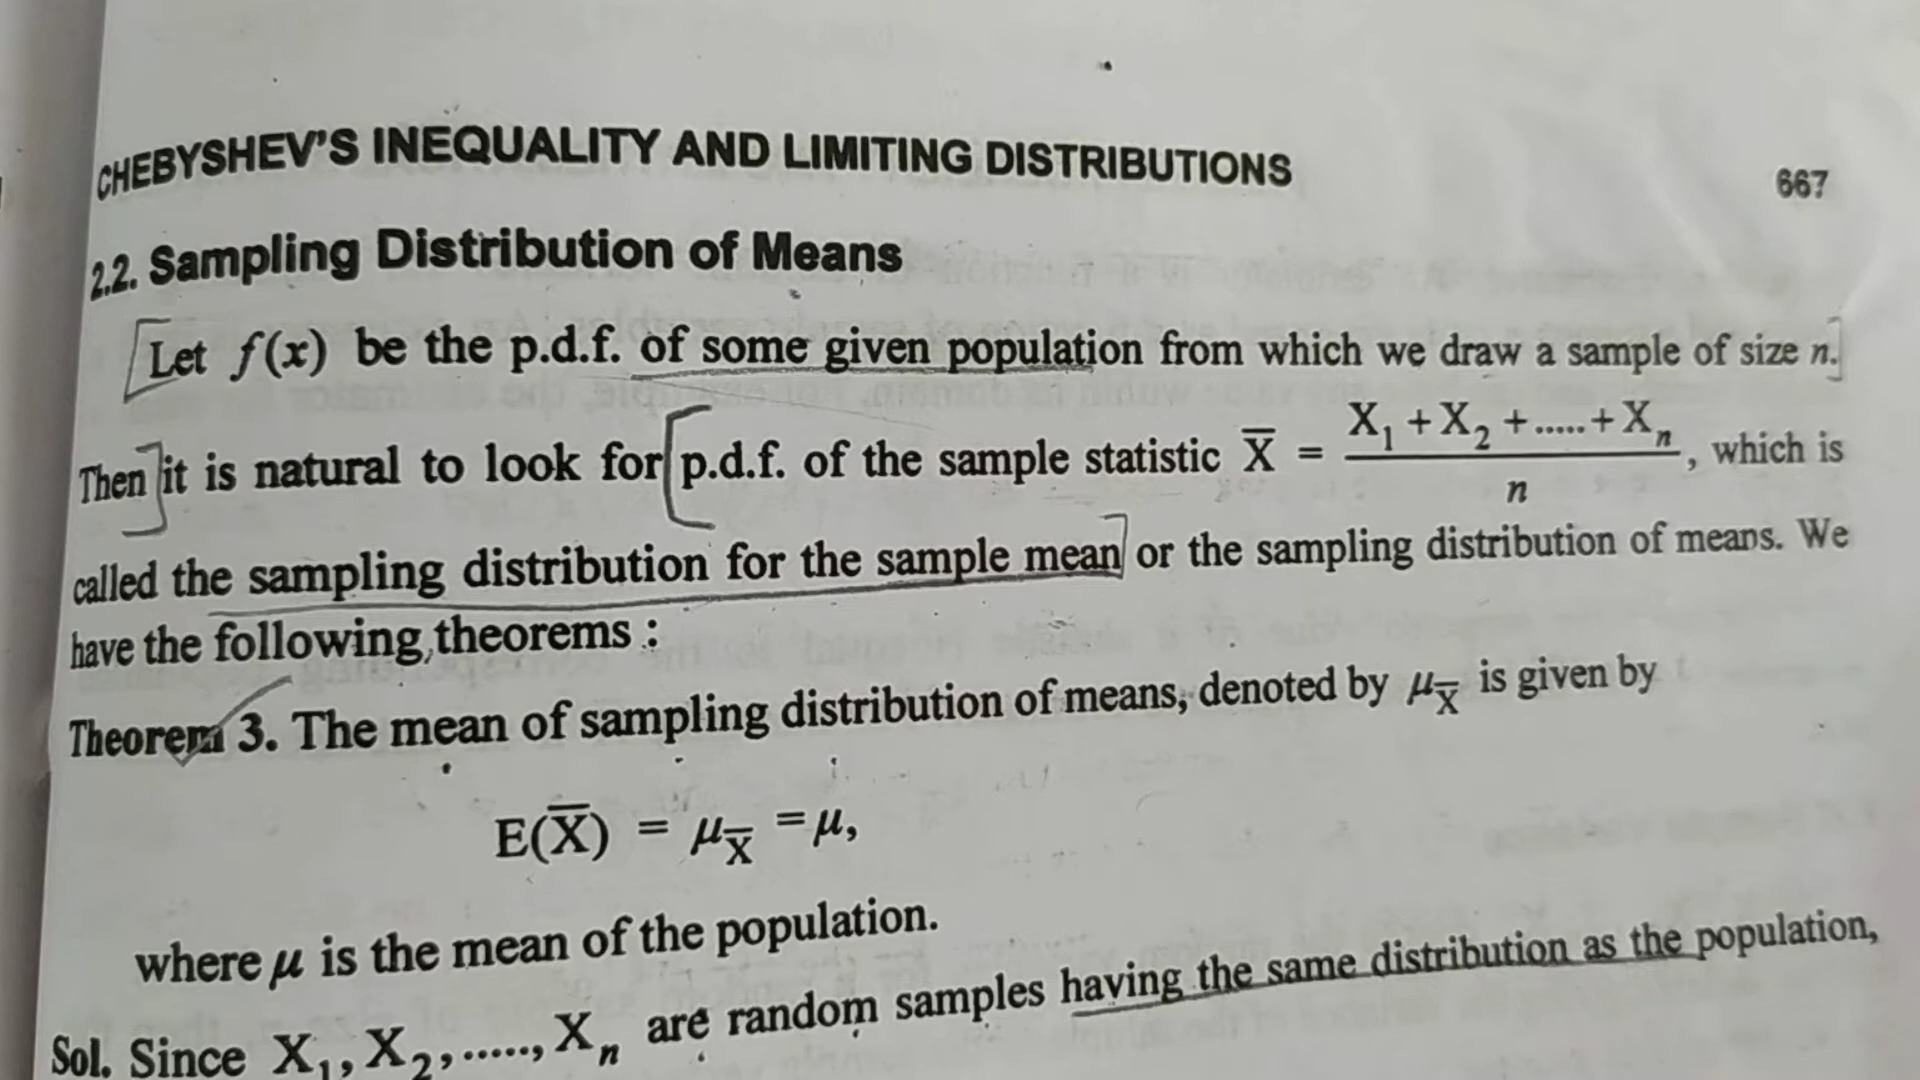 CHEBYSHEV'S INEQUALITY AND LIMITING DISTRIBUTIONS 667
2.2. Sampling Distribution of Means
Let f(x) be the p.d.f. of some given population from which we draw a sample of size n.
Then it is natural to look for p.d.f. of the sample statistic X̅ = (X₁ + X₂ + ..... + Xₙ)/n, which is
called the sampling distribution for the sample mean or the sampling distribution of means. We
have the following theorems :
Theorem 3. The mean of sampling distribution of means, denoted by μ_X̅ is given by
E(X̅) = μ_X̅ = μ,
where μ is the mean of the population.
Sol. Since X₁, X₂, ....., Xₙ are random samples having the same distribution as the population,